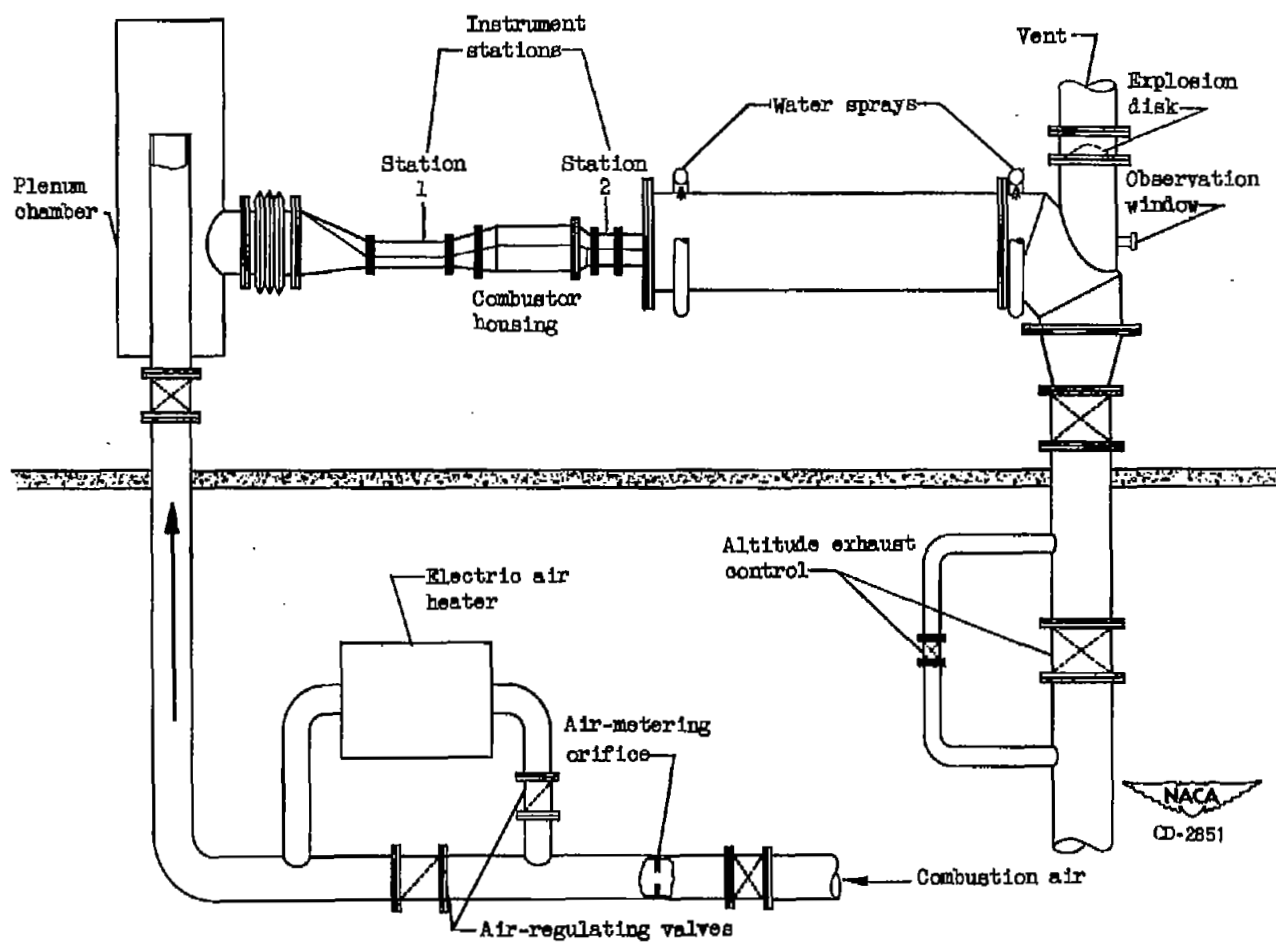 Instrument
stations
Vent
Explosion
disk
Water sprays
Station
1
Station
2
Plenum
chamber
Observation
window
Combustor
housing
Altitude exhaust
control
Electric air
heater
Air-metering
orifice
NACA
CD-2851
Combustion air
Air-regulating valves